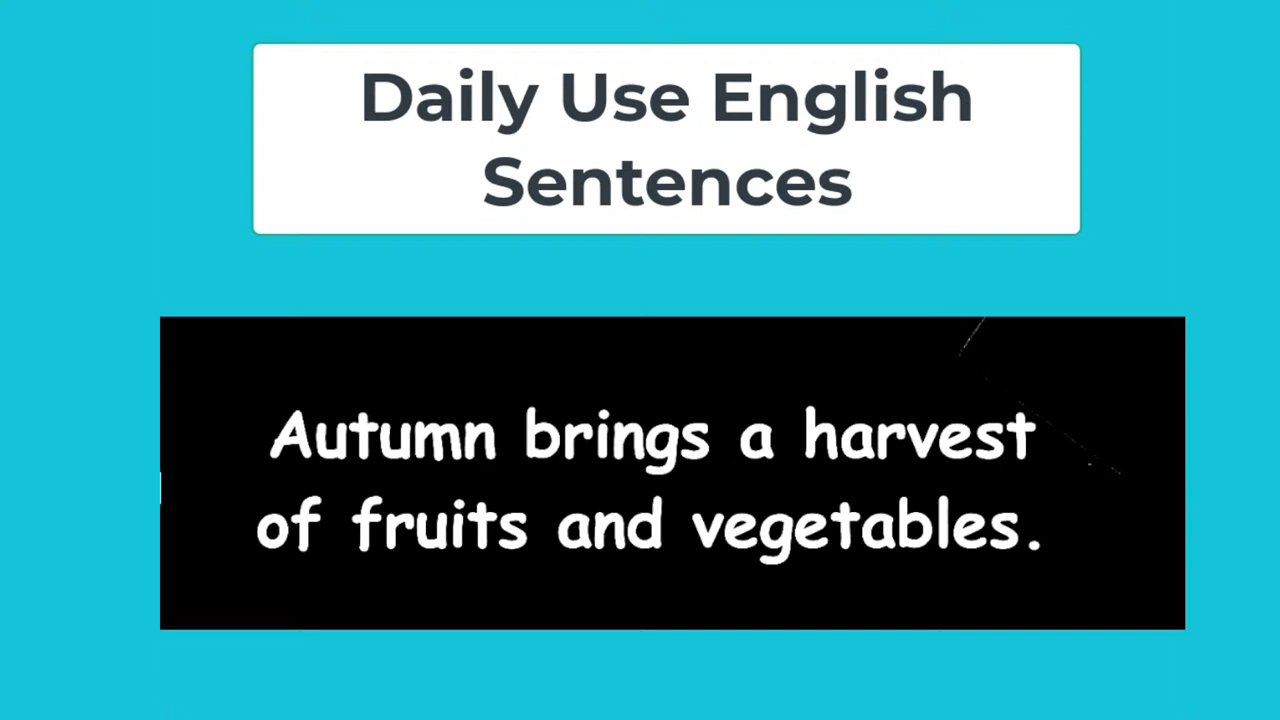 Daily Use English
Sentences
Autumn brings a harvest
of fruits and vegetables.